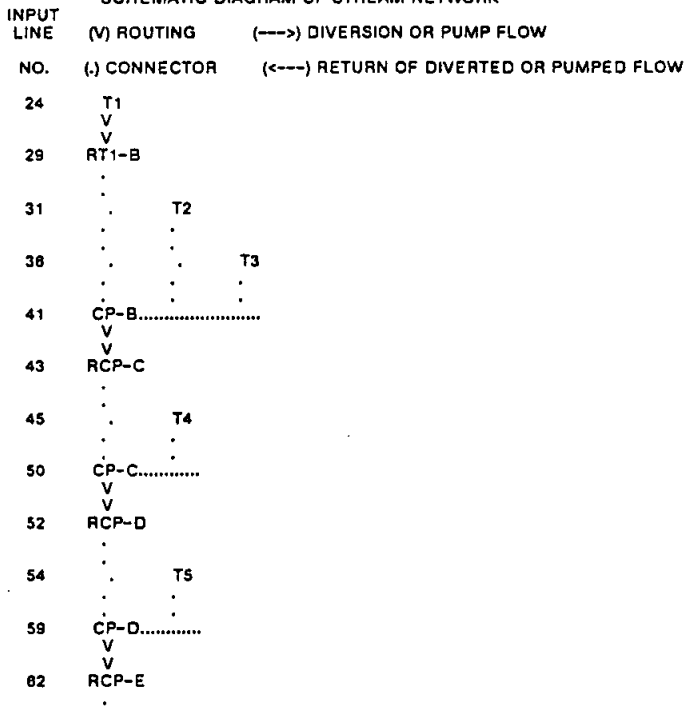 SCHEMATIC DIAGRAM OF STREAM NETWORK
INPUT
LINE (V) ROUTING (--->) DIVERSION OR PUMP FLOW
NO. (.) CONNECTOR (<---) RETURN OF DIVERTED OR PUMPED FLOW
24 T1
V
V
29 RT1-B
.
.
31 . T2
. .
. .
36 . . T3
. . .
. . .
41 CP-B.........................
V
V
43 RCP-C
.
.
45 . T4
. .
. .
50 CP-C............
V
V
52 RCP-D
.
.
54 . T5
. .
. .
59 CP-D............
V
V
62 RCP-E
.